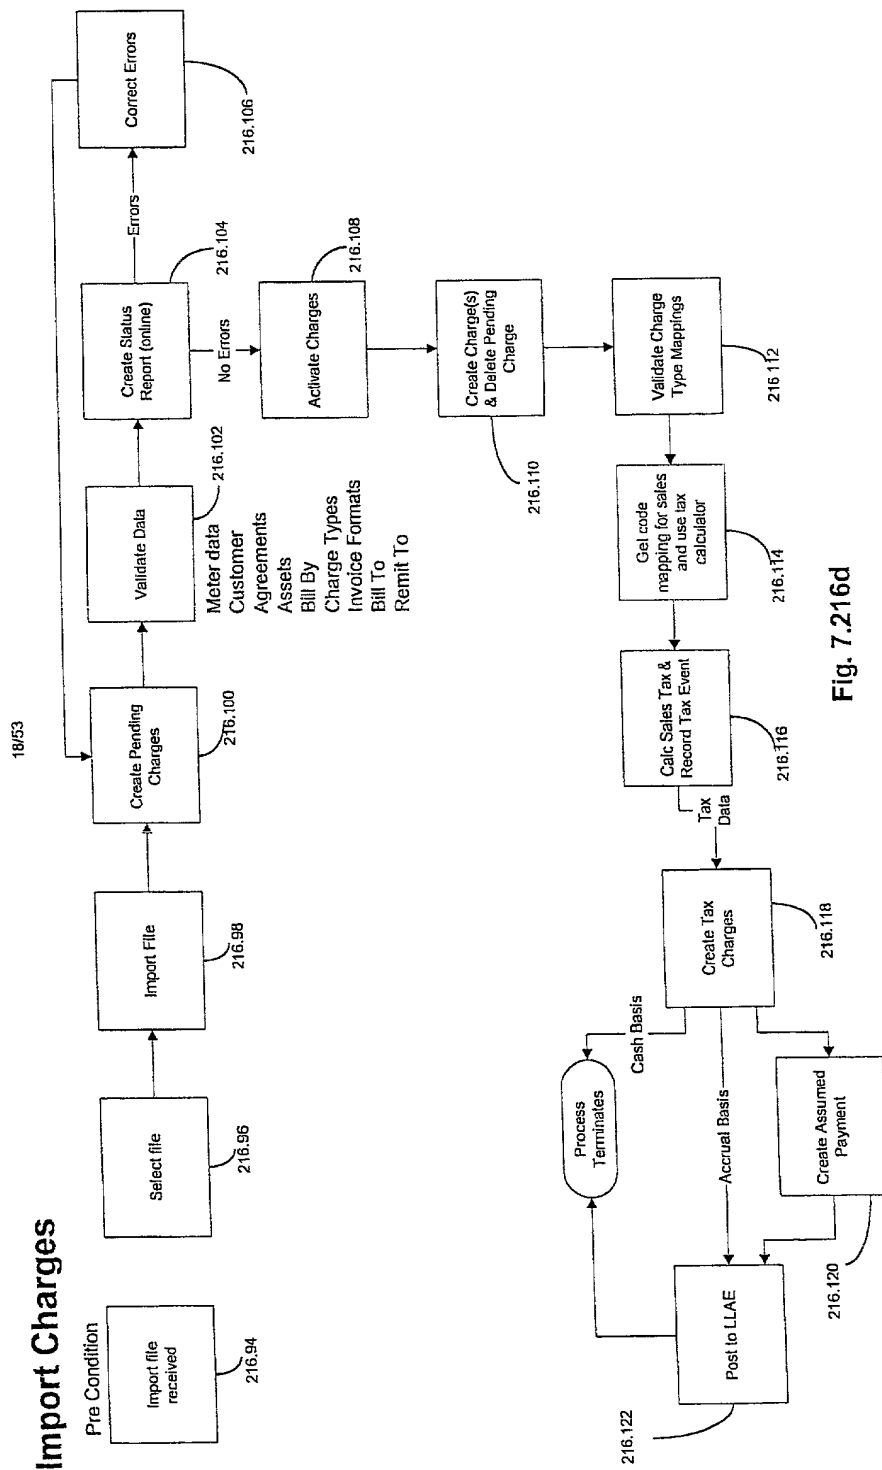 18/53
Import Charges
Pre Condition
Import file
received
216.94
Select file
216.96
Import File
216.98
Create Pending
Charges
216.100
Validate Data
216.102
Meter data
Customer
Agreements
Assets
Bill By
Charge Types
Invoice Formats
Bill To
Remit To
Create Status
Report (online)
216.104
Errors
Correct Errors
216.106
No Errors
Activate Charges
216.108
Create Charge(s)
& Delete Pending
Charge
216.110
Validate Charge
Type Mappings
216 112
Get code
mapping for sales
and use tax
calculator
216.114
Calc Sales Tax &
Record Tax Event
216.116
Tax
Data
Create Tax
Charges
216.118
Cash Basis
Process
Terminates
Accrual Basis
Create Assumed
Payment
216.120
Post to LLAE
216.122
Fig. 7.216d